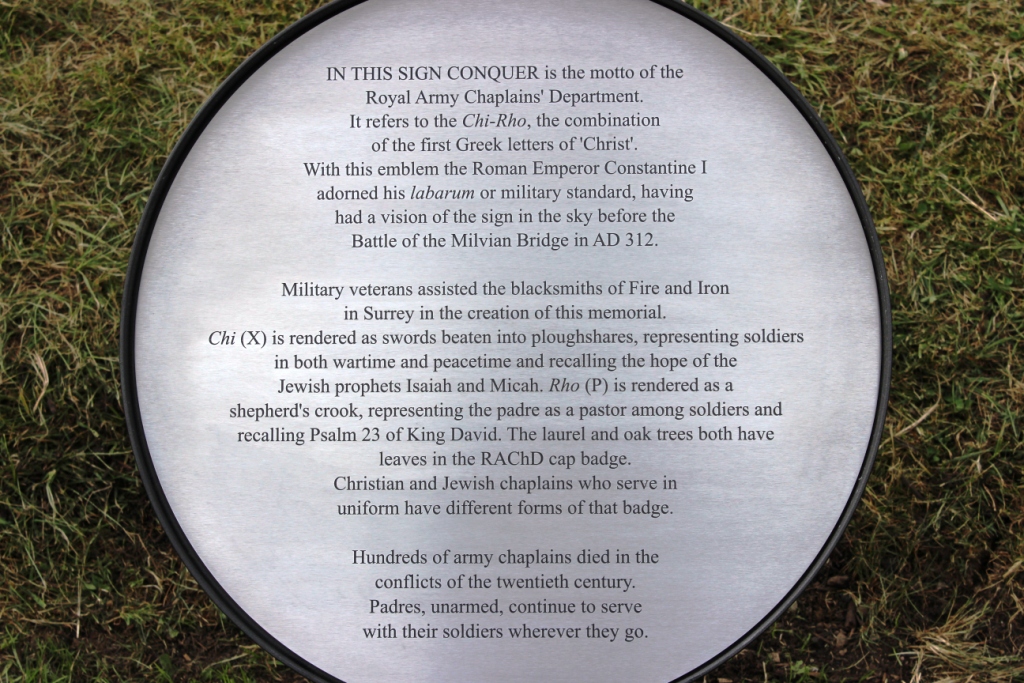 IN THIS SIGN CONQUER is the motto of the
Royal Army Chaplains' Department.
It refers to the Chi-Rho, the combination
of the first Greek letters of 'Christ'.
With this emblem the Roman Emperor Constantine I
adorned his labarum or military standard, having
had a vision of the sign in the sky before the
Battle of the Milvian Bridge in AD 312.
Military veterans assisted the blacksmiths of Fire and Iron
in Surrey in the creation of this memorial.
Chi (X) is rendered as swords beaten into ploughshares, representing soldiers
in both wartime and peacetime and recalling the hope of the
Jewish prophets Isaiah and Micah. Rho (P) is rendered as a
shepherd's crook, representing the padre as a pastor among soldiers and
recalling Psalm 23 of King David. The laurel and oak trees both have
leaves in the RAChD cap badge.
Christian and Jewish chaplains who serve in
uniform have different forms of that badge.
Hundreds of army chaplains died in the
conflicts of the twentieth century.
Padres, unarmed, continue to serve
with their soldiers wherever they go.